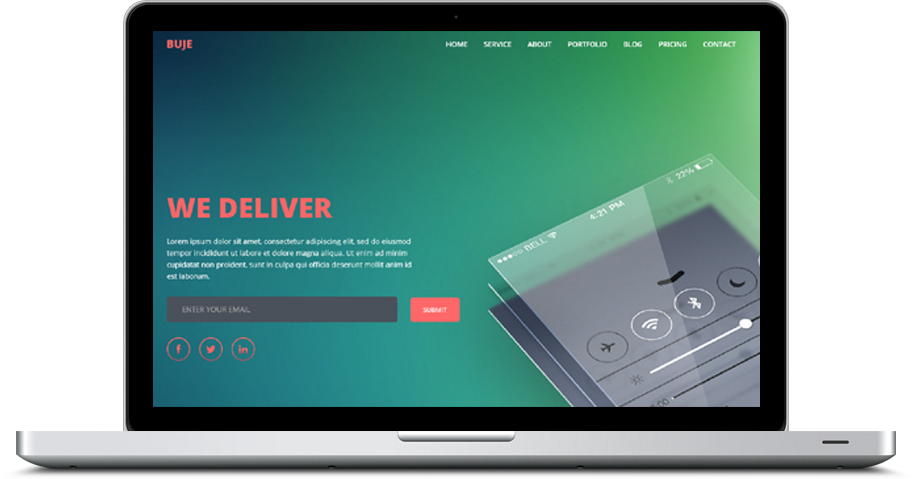 BUJE
HOME SERVICE ABOUT PORTFOLIO BLOG PRICING CONTACT
WE DELIVER
Lorem ipsum dolor sit amet, consectetur adipiscing elit, sed do eiusmod
tempor incididunt ut labore et dolore magna aliqua. Ut enim ad minim
cupidatat non proident, sunt in culpa qui officia deserunt mollit anim id
est laborum.
ENTER YOUR EMAIL
SUBMIT
f in
BELL 4:21 PM 22%